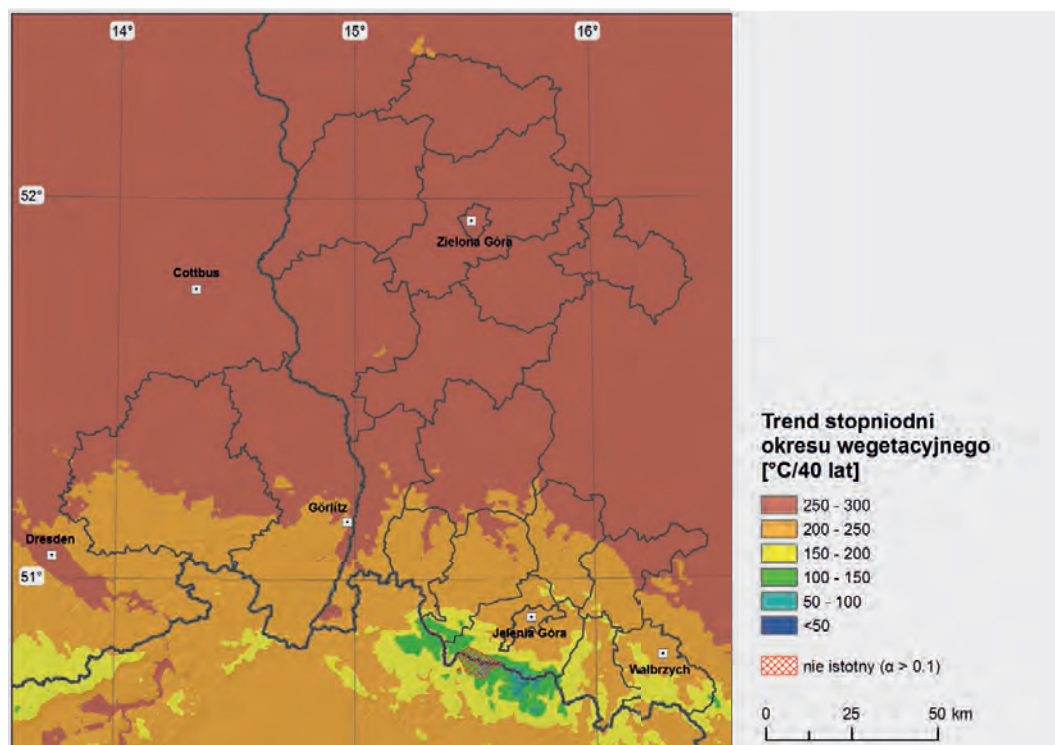 14°
15°
16°
52°
Zielona Góra
Cottbus
Görlitz
Dresden
51°
Jelenia Góra
Wałbrzych
Trend stopniodni
okresu wegetacyjnego
[°C/40 lat]
250 - 300
200 - 250
150 - 200
100 - 150
50 - 100
<50
nie istotny (α > 0.1)
0 25 50 km